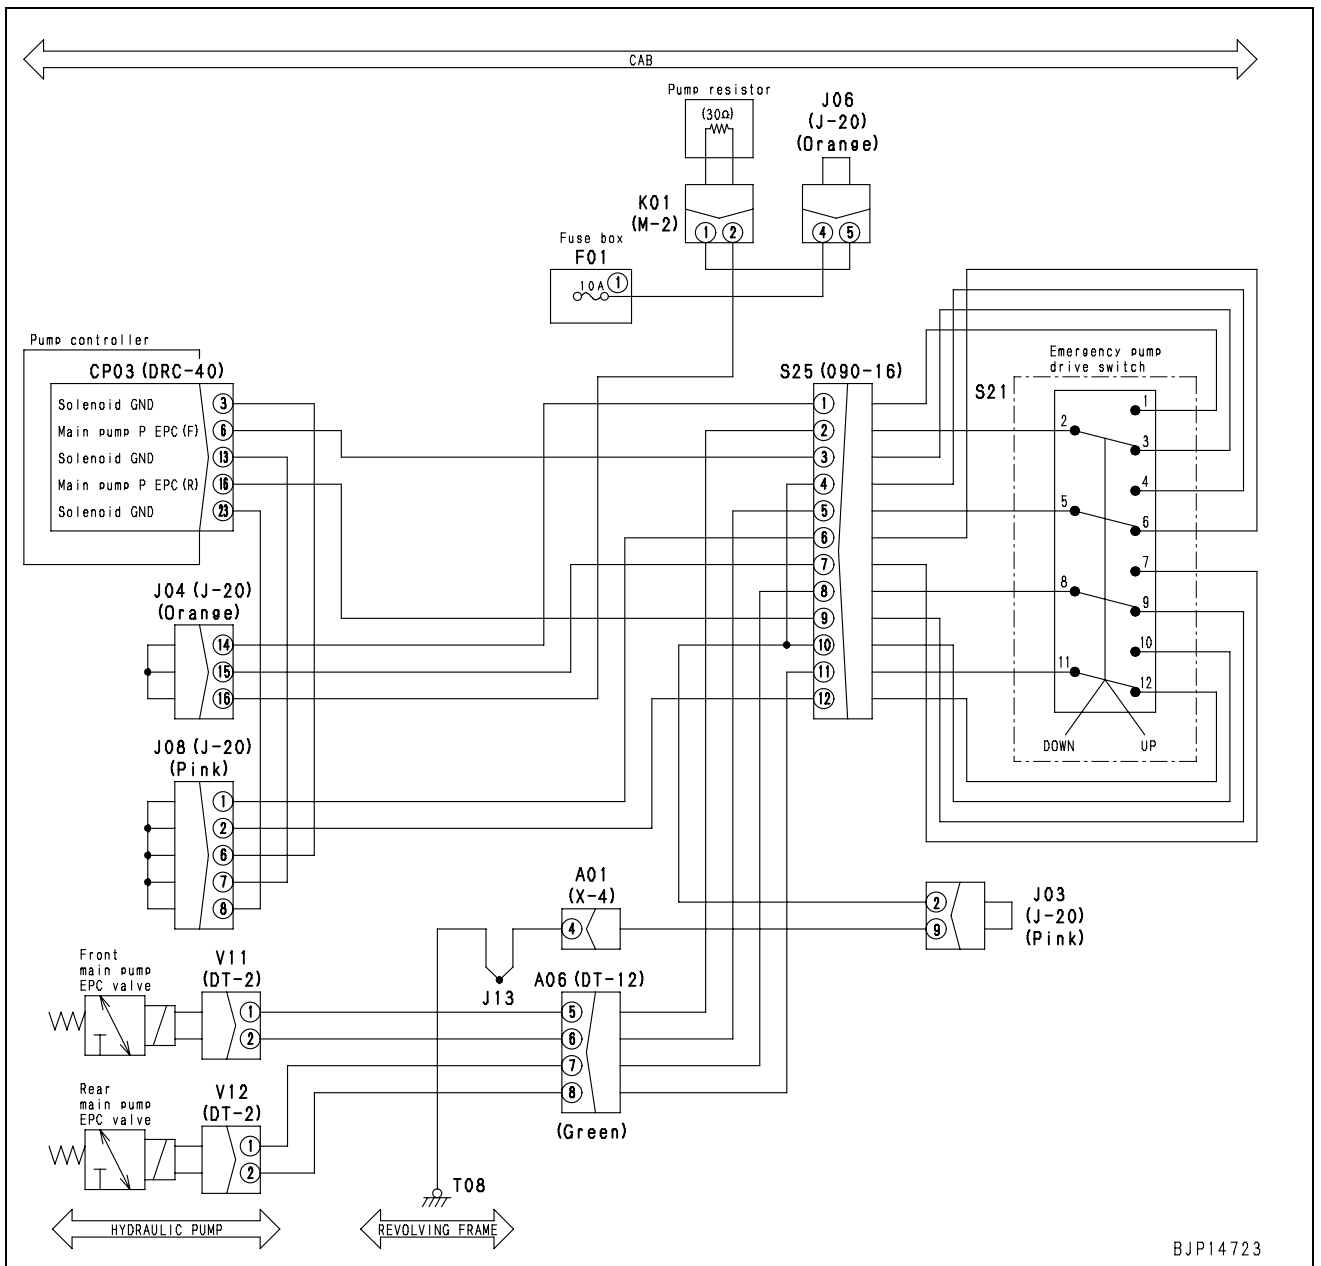 CAB
Pump resistor
(30Ω)
J06
(J-20)
(Orange)
K01
(M-2)
1 2
4 5
Fuse box
F01
10A 1
Pump controller
CP03 (DRC-40)
Solenoid GND 3
Main pump P EPC (F) 6
Solenoid GND 13
Main pump P EPC (R) 16
Solenoid GND 23
S25 (090-16)
1
2
3
4
5
6
7
8
9
10
11
12
Emergency pump
drive switch
S21
1
2
3
4
5
6
7
8
9
10
11
12
DOWN UP
J04 (J-20)
(Orange)
14
15
16
J08 (J-20)
(Pink)
1
2
6
7
8
A01
(X-4)
4
J03
(J-20)
(Pink)
2
9
J13
Front
main pump
EPC valve
V11
(DT-2)
1
2
A06 (DT-12)
5
6
7
8
(Green)
Rear
main pump
EPC valve
V12
(DT-2)
1
2
T08
HYDRAULIC PUMP
REVOLVING FRAME
BJP14723